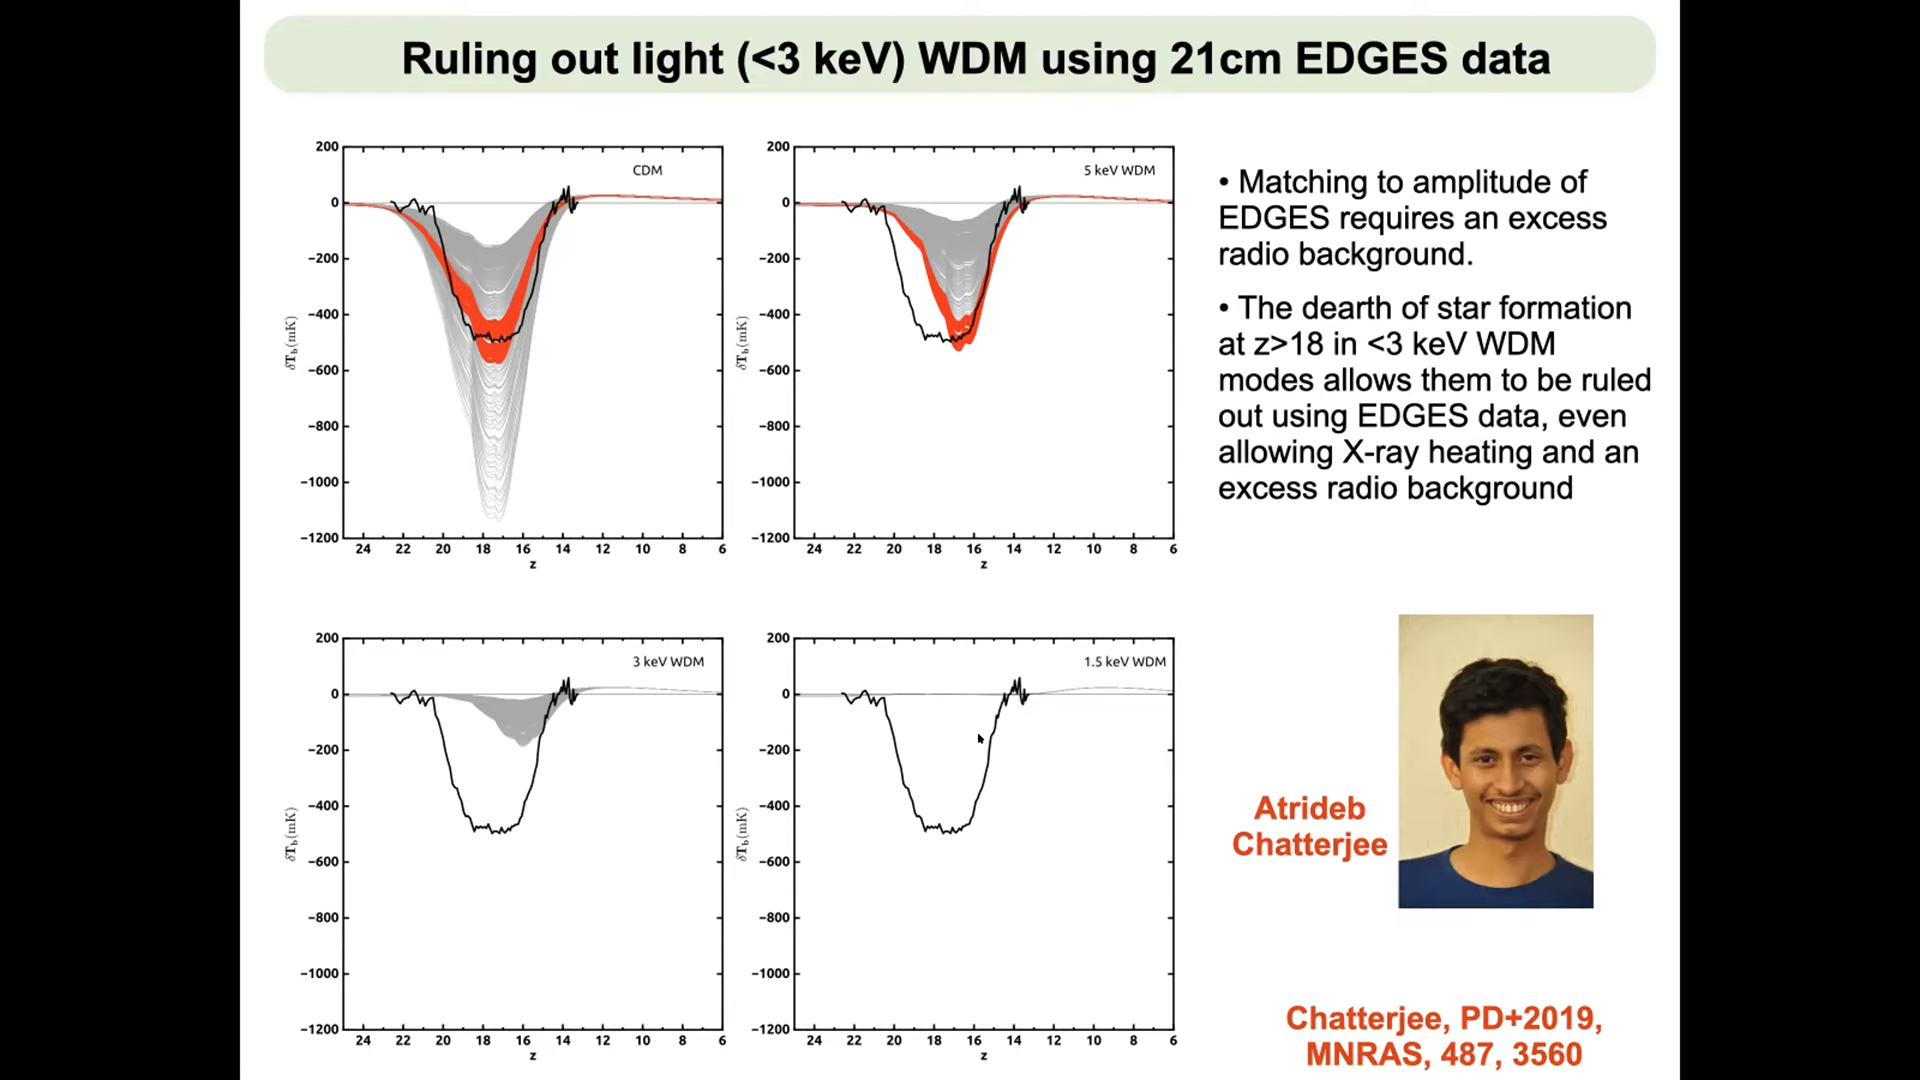 Ruling out light (<3 keV) WDM using 21cm EDGES data
200
0
−200
−400
−600
−800
−1000
−1200
δT_b(mK)
CDM
24 22 20 18 16 14 12 10 8 6
z
200
0
−200
−400
−600
−800
−1000
−1200
δT_b(mK)
5 keV WDM
24 22 20 18 16 14 12 10 8 6
z
• Matching to amplitude of
EDGES requires an excess
radio background.
• The dearth of star formation
at z>18 in <3 keV WDM
modes allows them to be ruled
out using EDGES data, even
allowing X-ray heating and an
excess radio background
200
0
−200
−400
−600
−800
−1000
−1200
δT_b(mK)
3 keV WDM
24 22 20 18 16 14 12 10 8 6
z
200
0
−200
−400
−600
−800
−1000
−1200
δT_b(mK)
1.5 keV WDM
24 22 20 18 16 14 12 10 8 6
z
Atrideb
Chatterjee
Chatterjee, PD+2019,
MNRAS, 487, 3560